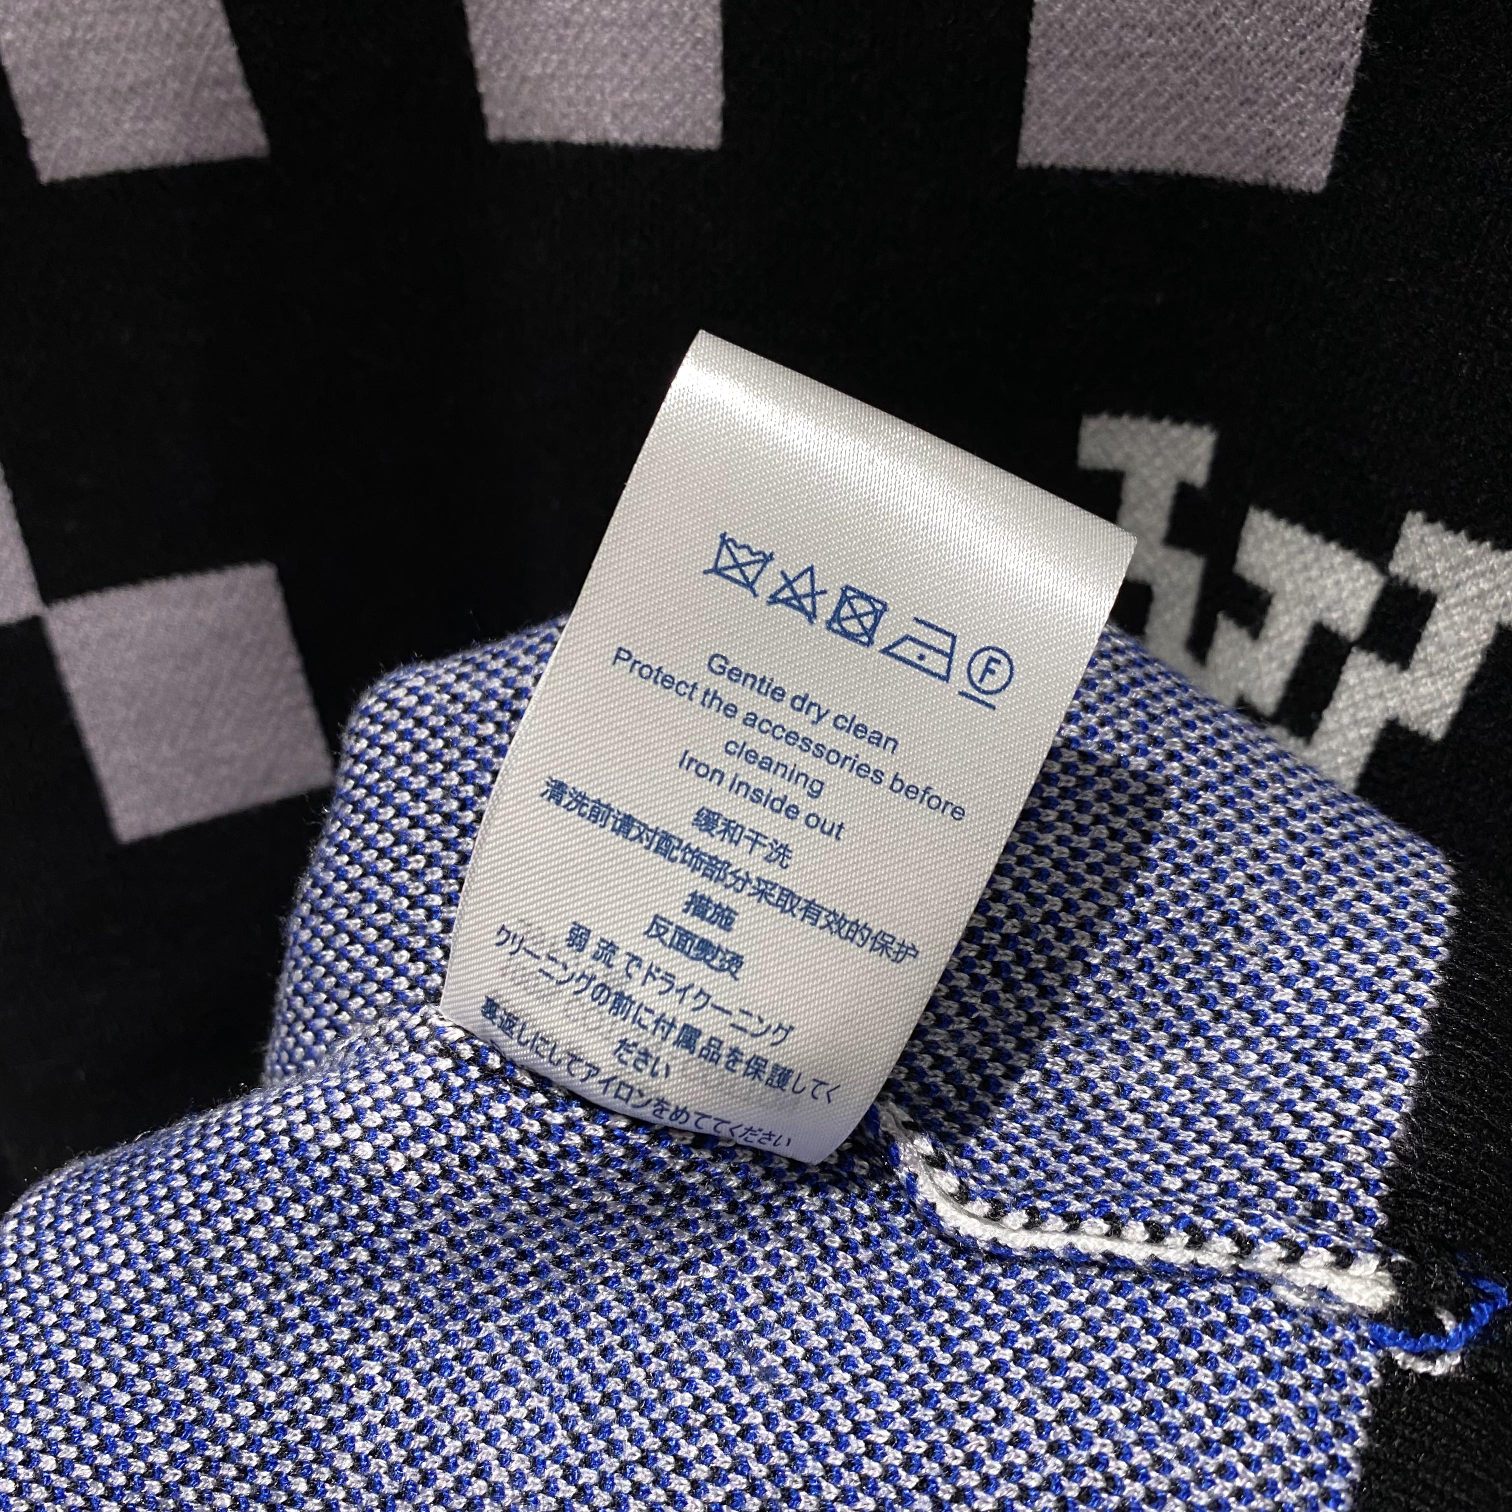 F
Gentle dry clean
Protect the accessories before
cleaning
Iron inside out
缓和干洗
清洗前请对配饰部分采取有效的保护
措施
反面熨烫
弱流でドライクーニング
クリーニングの前に付属品を保護してく
ださい
裏返しにしてアイロンをめててください